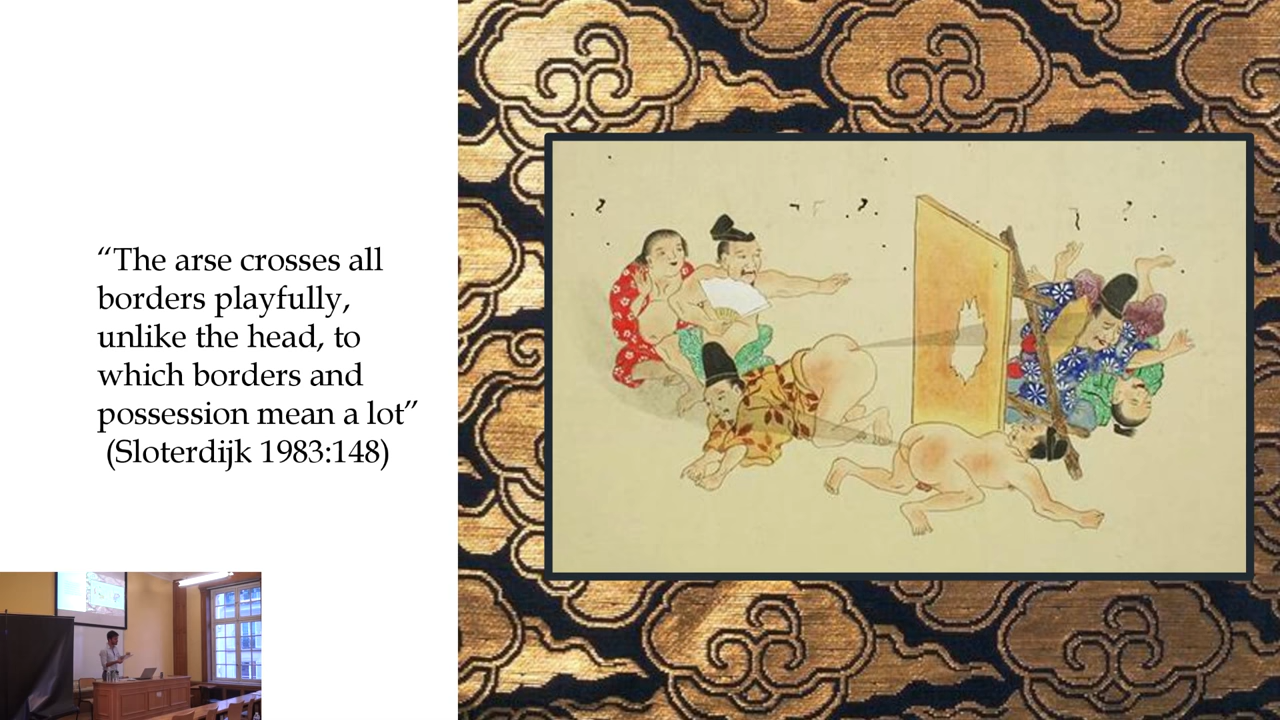 “The arse crosses all
borders playfully,
unlike the head, to
which borders and
possession mean a lot”
(Sloterdijk 1983:148)